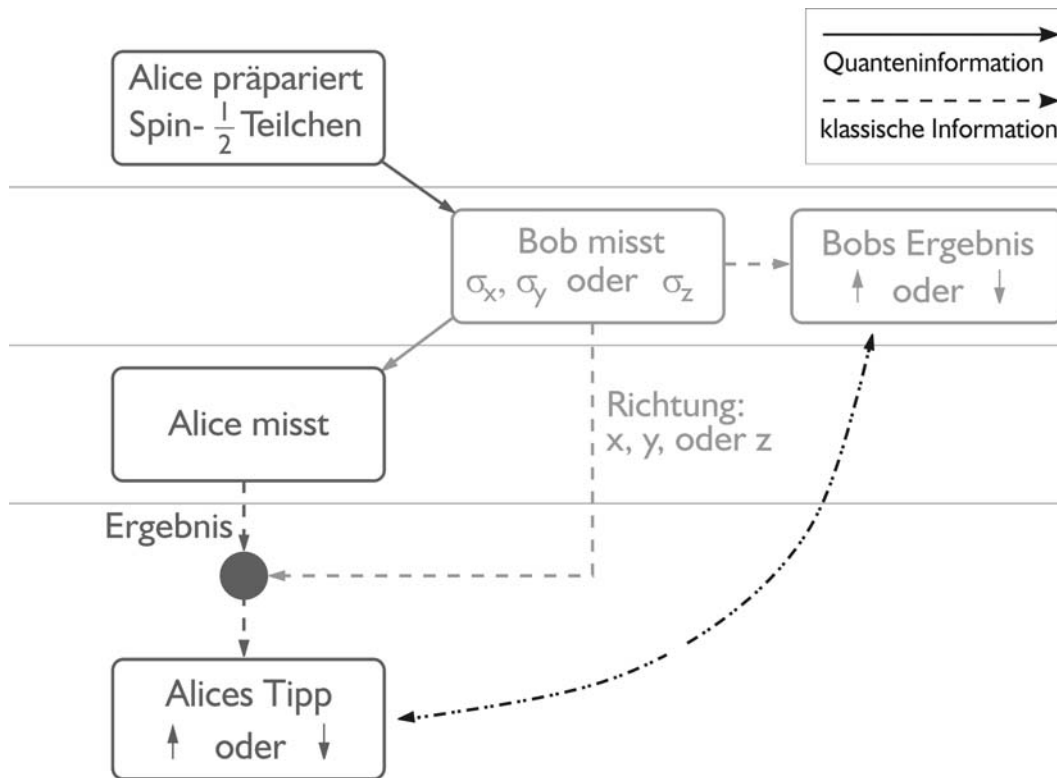 Alice präpariert
Spin- 1/2 Teilchen
Quanteninformation
klassische Information
Bob misst
σx, σy oder σz
Bobs Ergebnis
↑ oder ↓
Alice misst
Richtung:
x, y, oder z
Ergebnis
Alices Tipp
↑ oder ↓